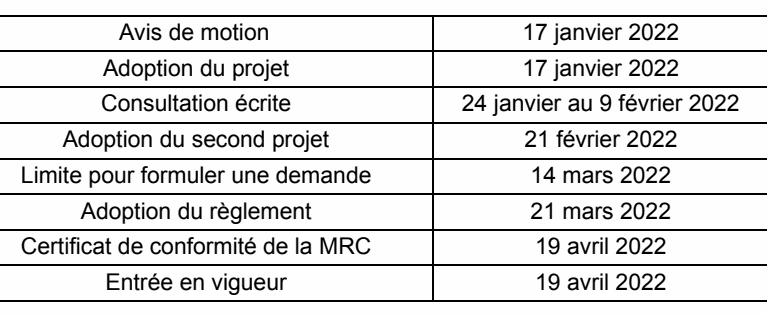 Avis de motion 17 janvier 2022
Adoption du projet 17 janvier 2022
Consultation écrite 24 janvier au 9 février 2022
Adoption du second projet 21 février 2022
Limite pour formuler une demande 14 mars 2022
Adoption du règlement 21 mars 2022
Certificat de conformité de la MRC 19 avril 2022
Entrée en vigueur 19 avril 2022